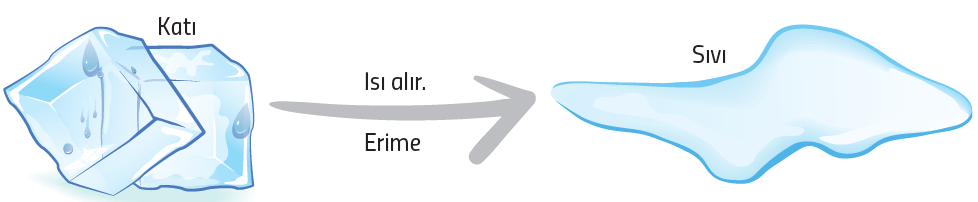 Katı
Isı alır.
Erime
Sıvı